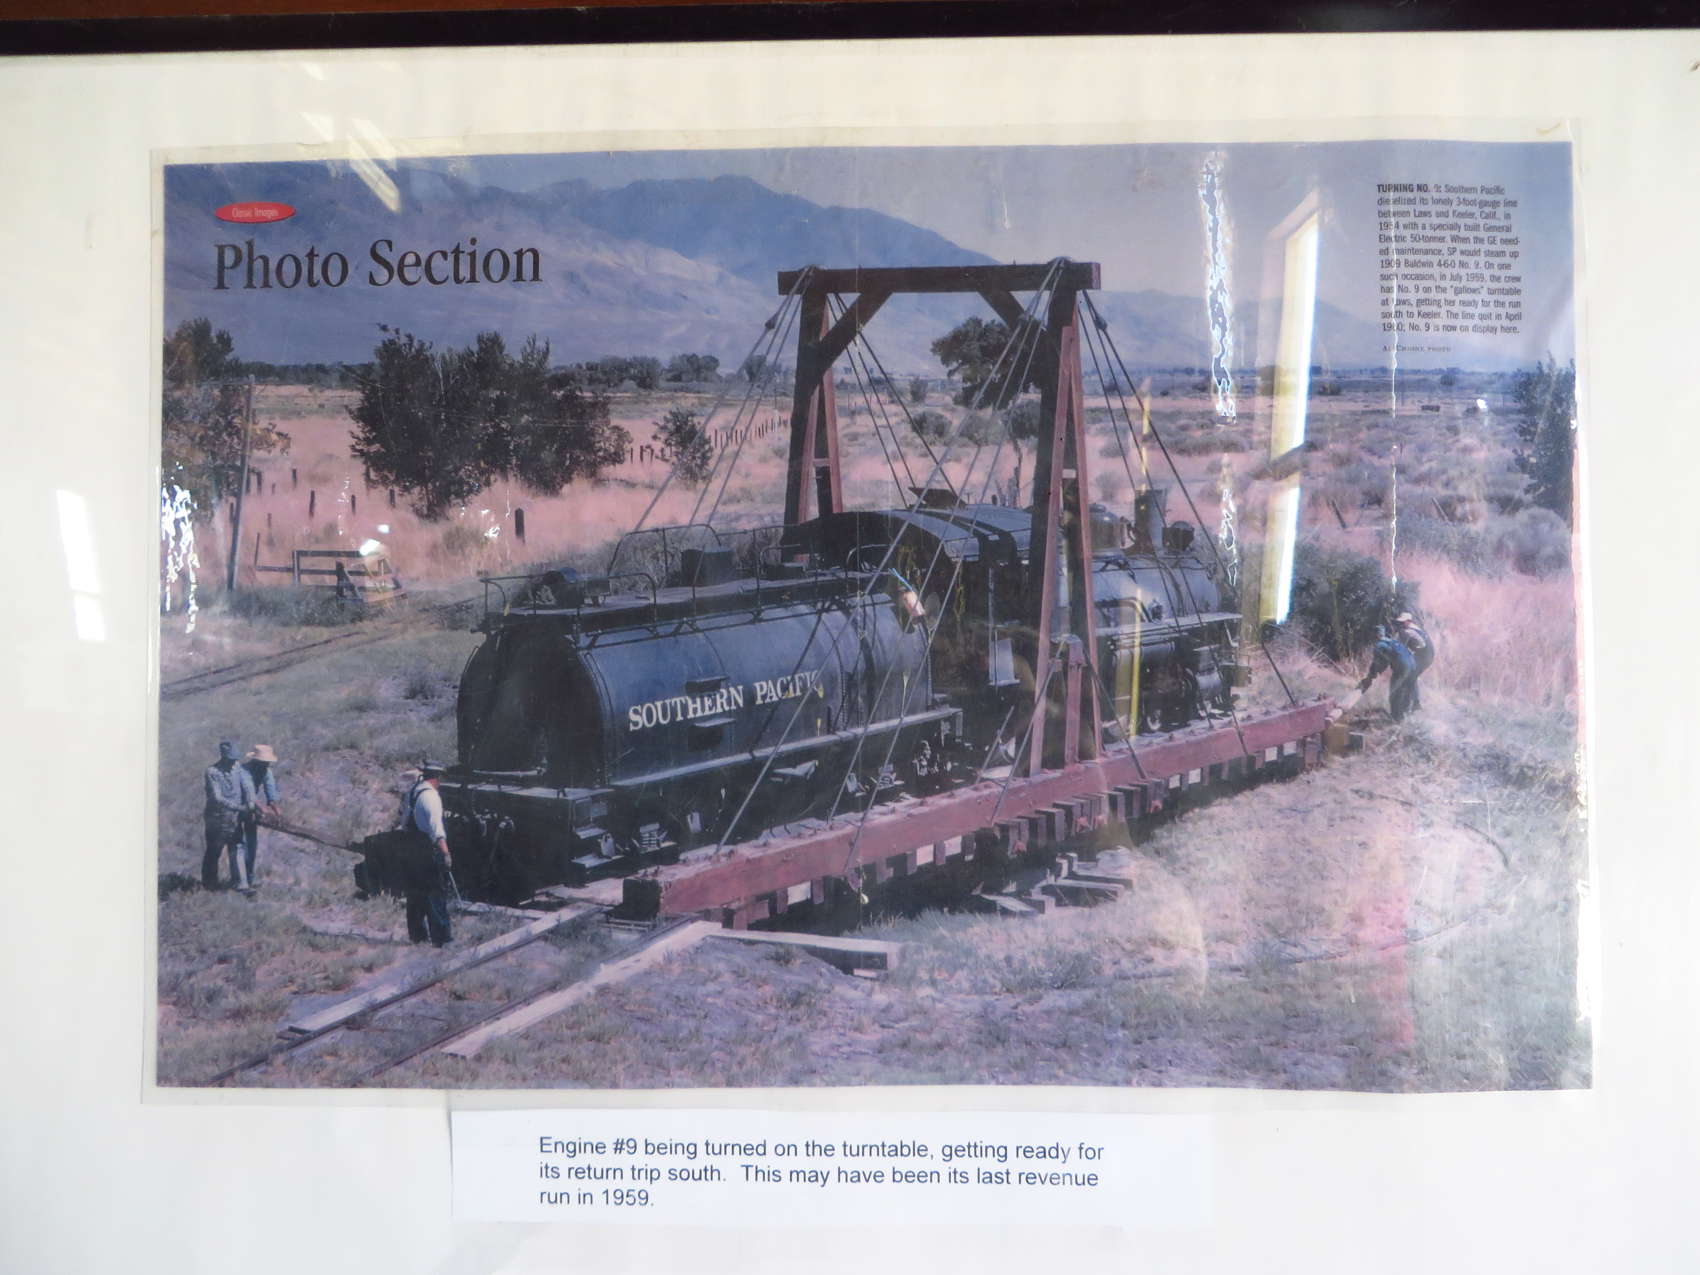 Classic Images
Photo Section
TURNING NO. 9: Southern Pacific
dieselized its lonely 3-foot-gauge line
between Laws and Keeler, Calif., in
1954 with a specially built General
Electric 50-tonner. When the GE need-
ed maintenance, SP would steam up
1909 Baldwin 4-6-0 No. 9. On one
such occasion, in July 1959, the crew
has No. 9 on the "gallows" turntable
at Laws, getting her ready for the run
south to Keeler. The line quit in April
1960; No. 9 is now on display here.
PHOTO
SOUTHERN PACIFIC
Engine #9 being turned on the turntable, getting ready for
its return trip south. This may have been its last revenue
run in 1959.